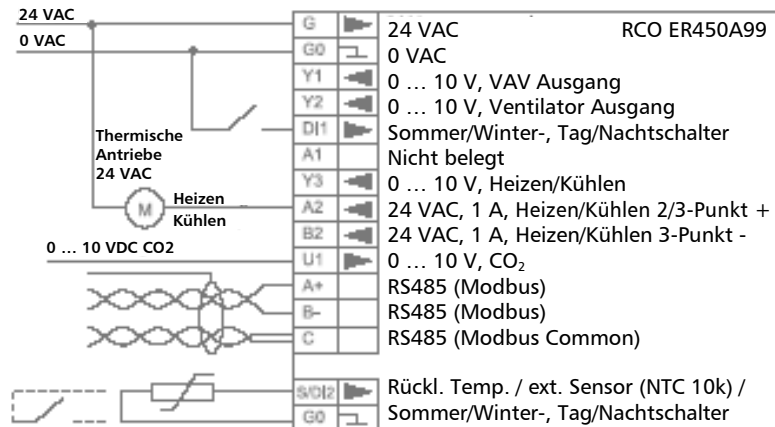 24 VAC G 24 VAC RCO ER450A99
0 VAC G0 0 VAC
Y1 0 … 10 V, VAV Ausgang
Y2 0 … 10 V, Ventilator Ausgang
DI1 Sommer/Winter-, Tag/Nachtschalter
Thermische
Antriebe
24 VAC
A1 Nicht belegt
Y3 0 … 10 V, Heizen/Kühlen
M Heizen
Kühlen
A2 24 VAC, 1 A, Heizen/Kühlen 2/3-Punkt +
B2 24 VAC, 1 A, Heizen/Kühlen 3-Punkt -
0 … 10 VDC CO2 U1 0 … 10 V, CO₂
A+ RS485 (Modbus)
B- RS485 (Modbus)
C RS485 (Modbus Common)
S/DI2 Rückl. Temp. / ext. Sensor (NTC 10k) /
G0 Sommer/Winter-, Tag/Nachtschalter